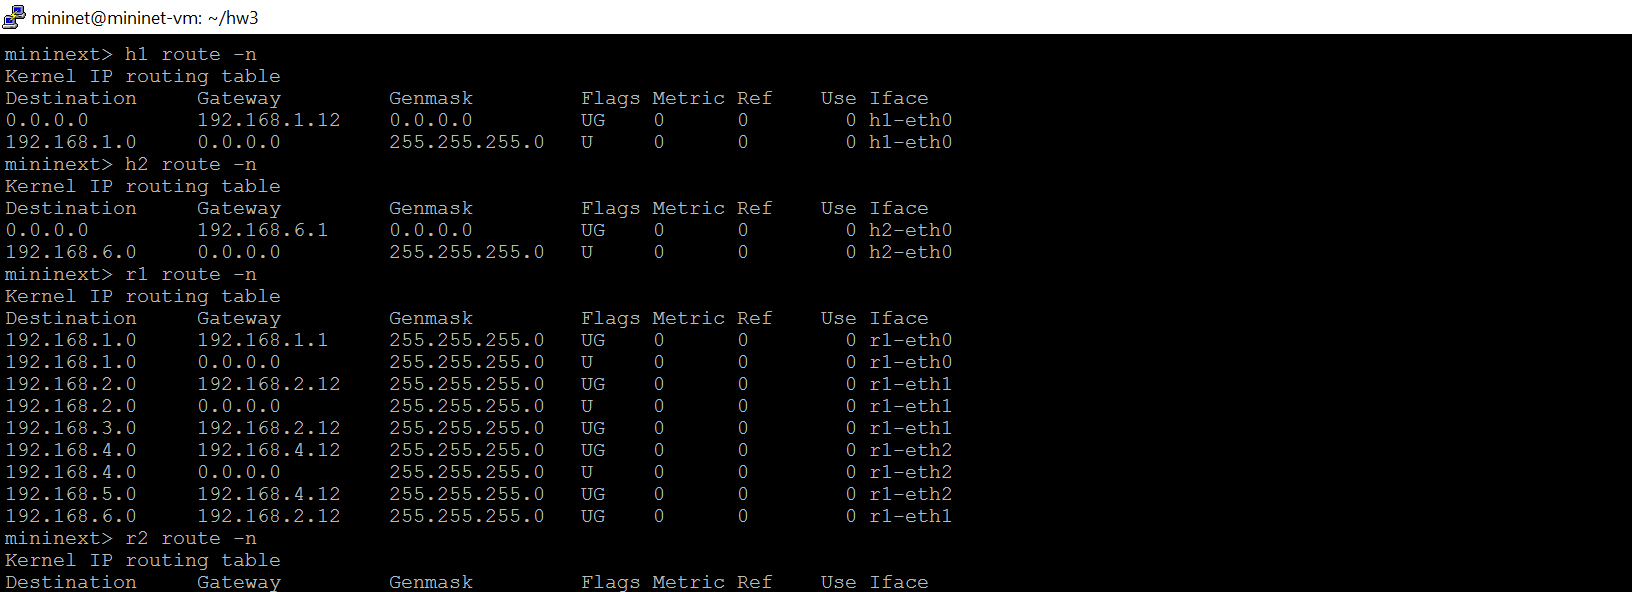 mininet@mininet-vm: ~/hw3
mininext> h1 route -n
Kernel IP routing table
Destination     Gateway         Genmask         Flags Metric Ref    Use Iface
0.0.0.0         192.168.1.12    0.0.0.0         UG    0      0        0 h1-eth0
192.168.1.0     0.0.0.0         255.255.255.0   U     0      0        0 h1-eth0
mininext> h2 route -n
Kernel IP routing table
Destination     Gateway         Genmask         Flags Metric Ref    Use Iface
0.0.0.0         192.168.6.1     0.0.0.0         UG    0      0        0 h2-eth0
192.168.6.0     0.0.0.0         255.255.255.0   U     0      0        0 h2-eth0
mininext> r1 route -n
Kernel IP routing table
Destination     Gateway         Genmask         Flags Metric Ref    Use Iface
192.168.1.0     192.168.1.1     255.255.255.0   UG    0      0        0 r1-eth0
192.168.1.0     0.0.0.0         255.255.255.0   U     0      0        0 r1-eth0
192.168.2.0     192.168.2.12    255.255.255.0   UG    0      0        0 r1-eth1
192.168.2.0     0.0.0.0         255.255.255.0   U     0      0        0 r1-eth1
192.168.3.0     192.168.2.12    255.255.255.0   UG    0      0        0 r1-eth1
192.168.4.0     192.168.4.12    255.255.255.0   UG    0      0        0 r1-eth2
192.168.4.0     0.0.0.0         255.255.255.0   U     0      0        0 r1-eth2
192.168.5.0     192.168.4.12    255.255.255.0   UG    0      0        0 r1-eth2
192.168.6.0     192.168.2.12    255.255.255.0   UG    0      0        0 r1-eth1
mininext> r2 route -n
Kernel IP routing table
Destination     Gateway         Genmask         Flags Metric Ref    Use Iface